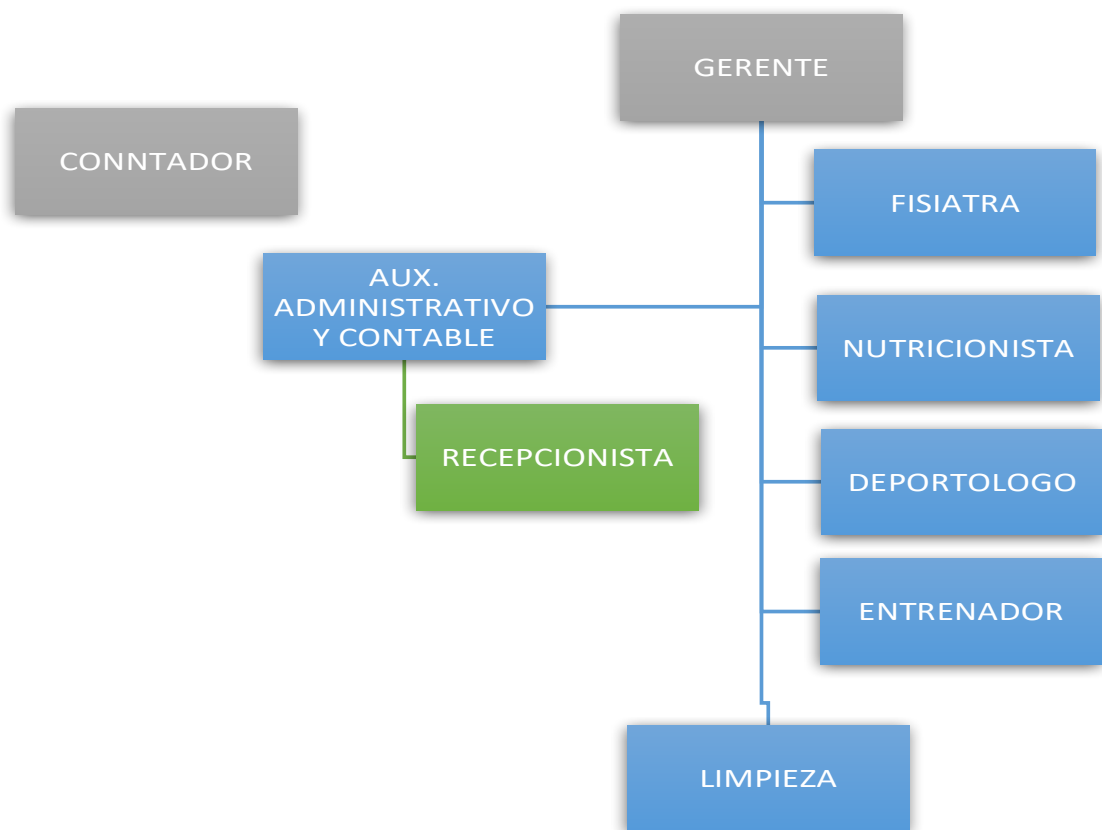 GERENTE
CONNTADOR
FISIATRA
AUX.
ADMINISTRATIVO
Y CONTABLE
NUTRICIONISTA
RECEPCIONISTA
DEPORTOLOGO
ENTRENADOR
LIMPIEZA